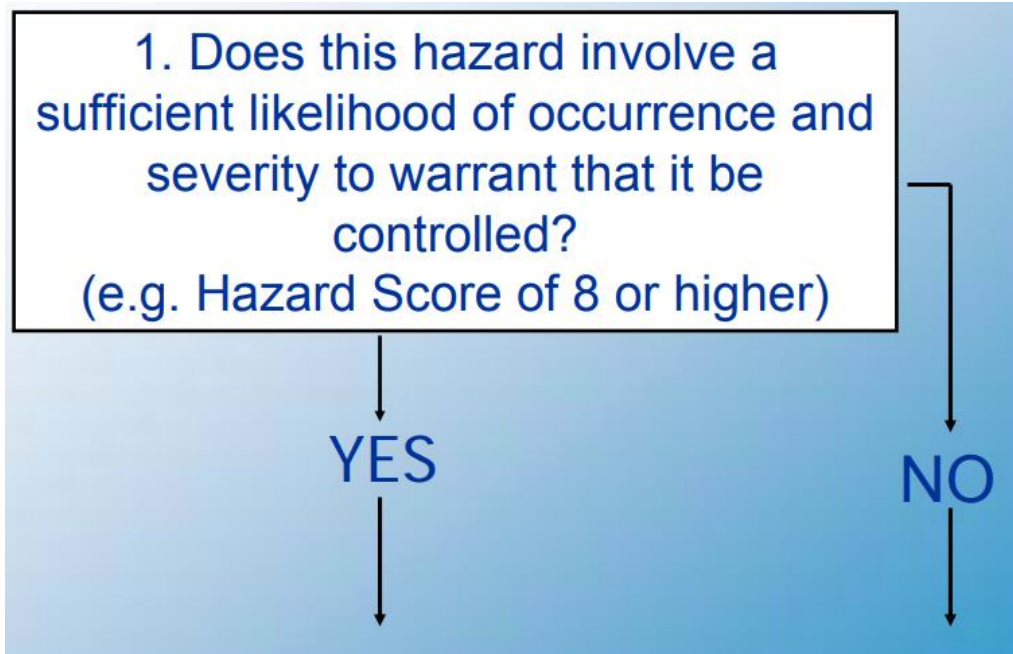 1. Does this hazard involve a
sufficient likelihood of occurrence and
severity to warrant that it be
controlled?
(e.g. Hazard Score of 8 or higher)
YES
NO